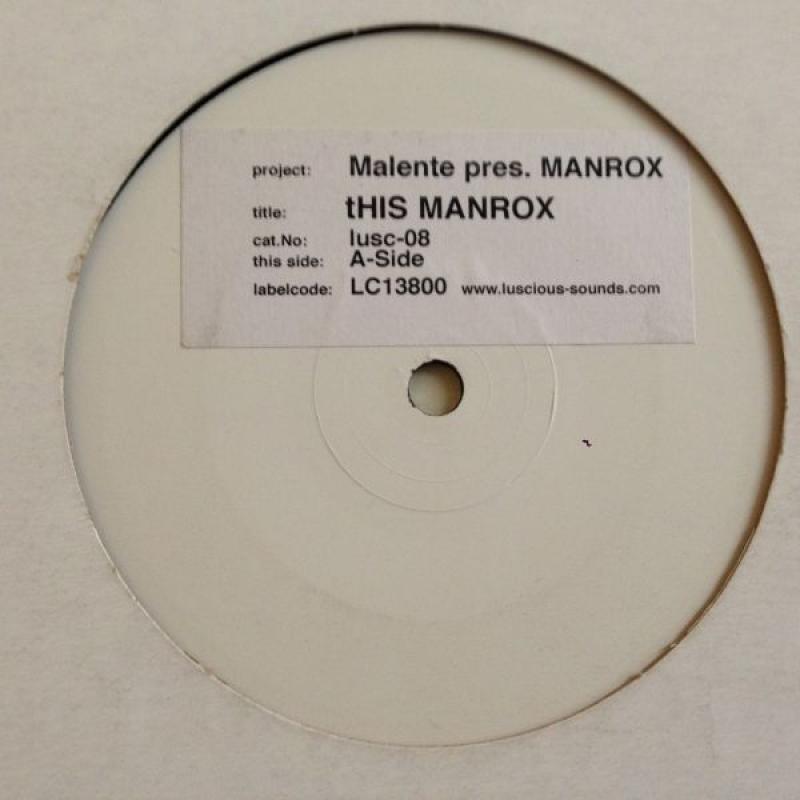 project: Malente pres. MANROX
title: tHIS MANROX
cat.No: lusc-08
this side: A-Side
labelcode: LC13800 www.luscious-sounds.com